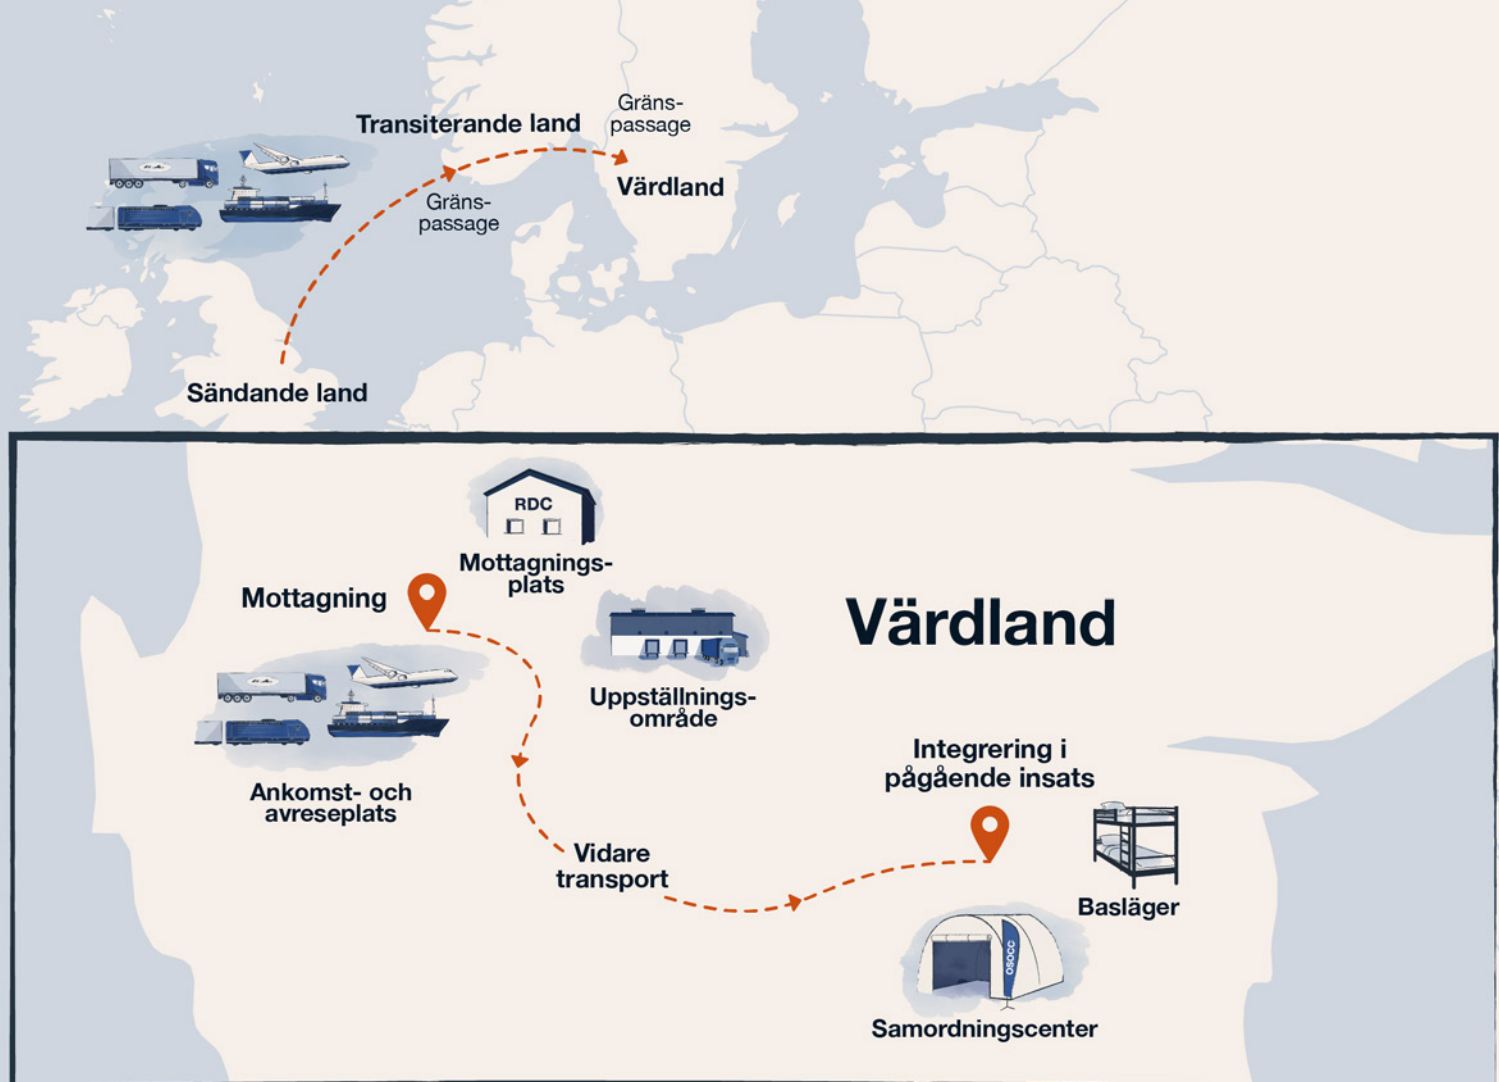 Gräns-
passage
Transiterande land
Värdland
Gräns-
passage
Sändande land
RDC
Mottagnings-
plats
Mottagning
Värdland
Uppställnings-
område
Ankomst- och
avreseplats
Integrering i
pågående insats
Vidare
transport
Basläger
OSOCC
Samordningscenter